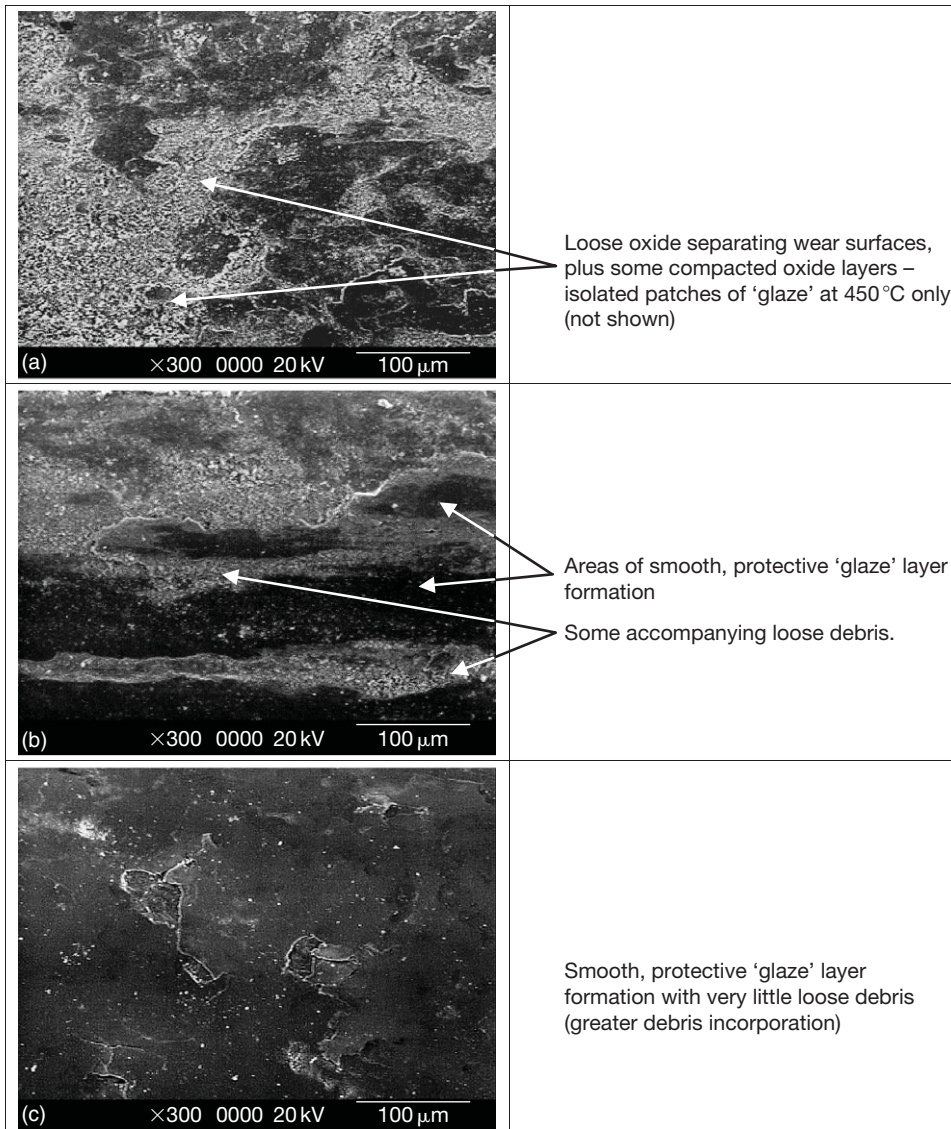 Loose oxide separating wear surfaces,
plus some compacted oxide layers –
isolated patches of ‘glaze’ at 450 °C only
(not shown)
(a) ×300 0000 20 kV 100 μm
Areas of smooth, protective ‘glaze’ layer
formation
Some accompanying loose debris.
(b) ×300 0000 20 kV 100 μm
Smooth, protective ‘glaze’ layer
formation with very little loose debris
(greater debris incorporation)
(c) ×300 0000 20 kV 100 μm